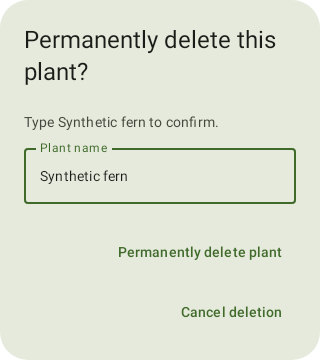 Permanently delete this
plant?
Type Synthetic fern to confirm.
Plant name
Synthetic fern
Permanently delete plant
Cancel deletion